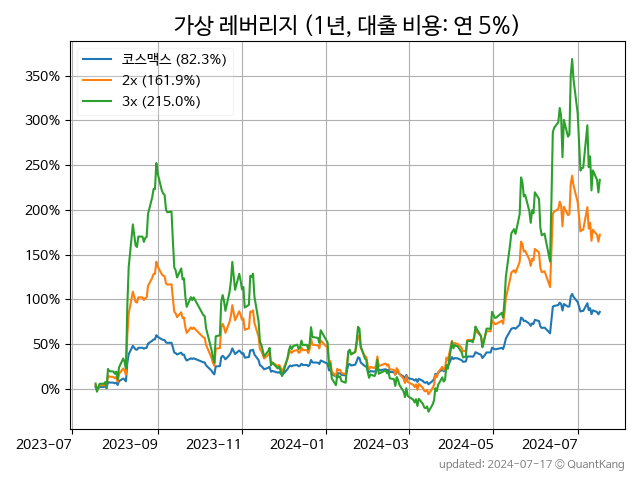 가상 레버리지 (1년, 대출 비용: 연 5%)
코스맥스 (82.3%)
2x (161.9%)
3x (215.0%)
350%
300%
250%
200%
150%
100%
50%
0%
2023-07 2023-09 2023-11 2024-01 2024-03 2024-05 2024-07
updated: 2024-07-17 © QuantKang